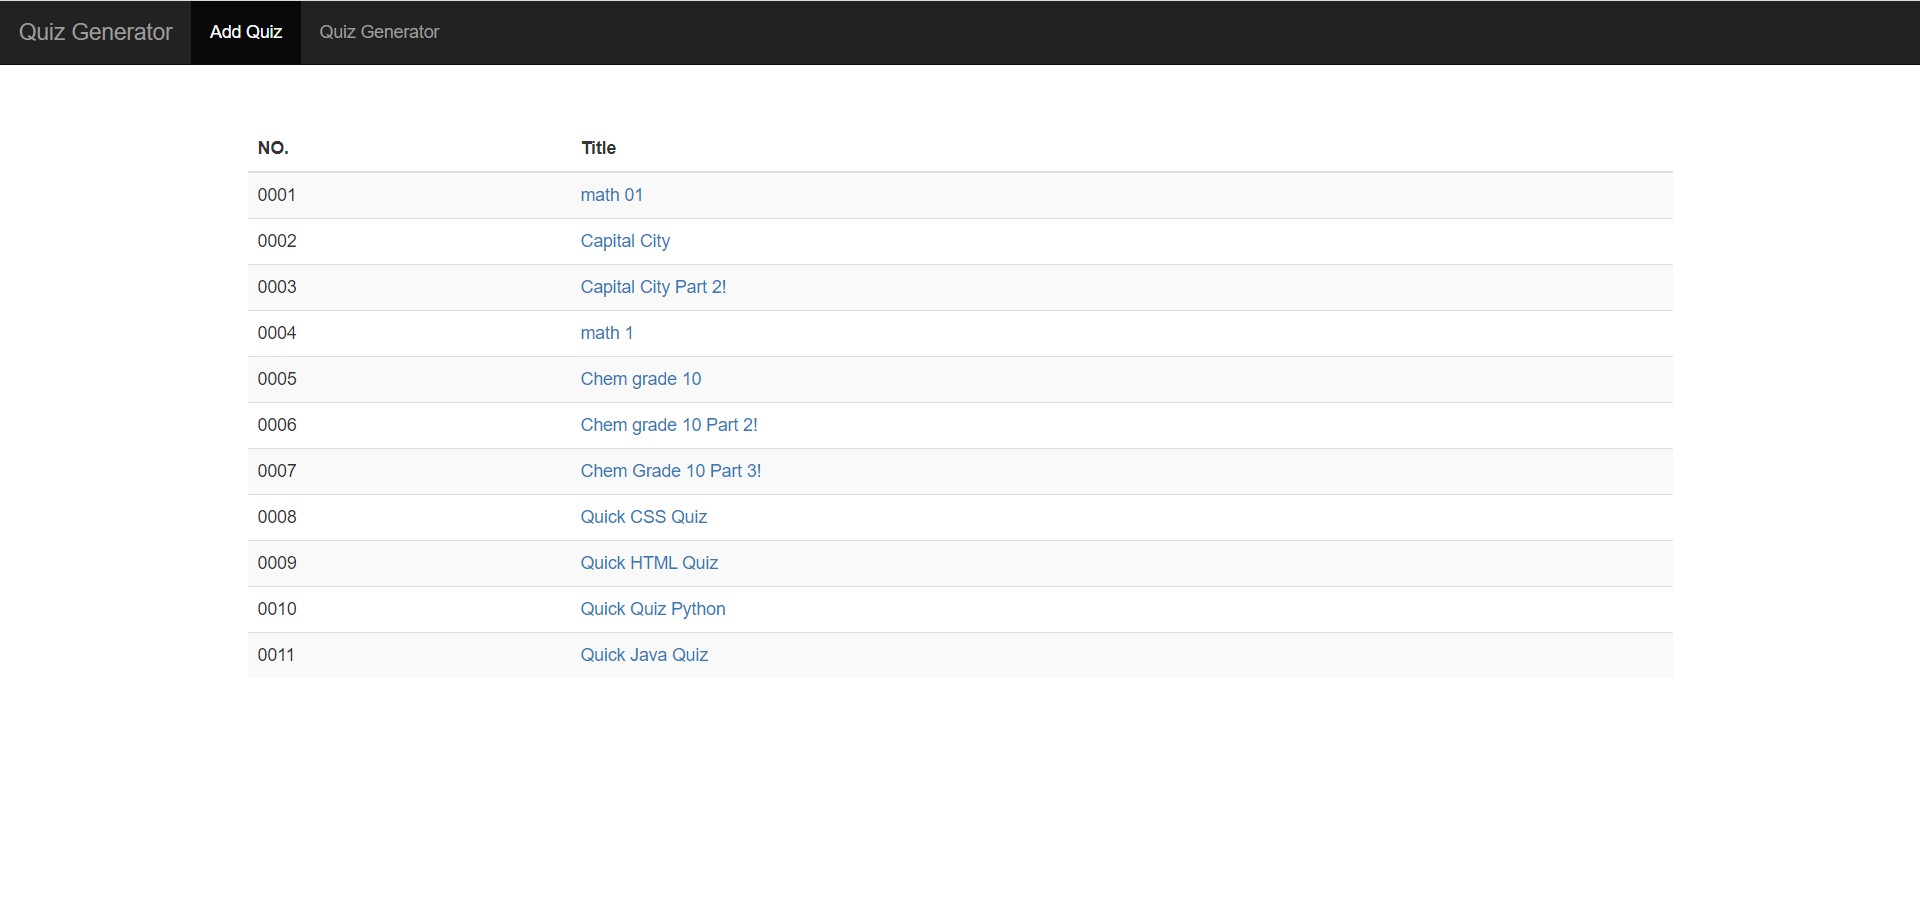 Quiz Generator Add Quiz Quiz Generator
NO. Title
0001 math 01
0002 Capital City
0003 Capital City Part 2!
0004 math 1
0005 Chem grade 10
0006 Chem grade 10 Part 2!
0007 Chem Grade 10 Part 3!
0008 Quick CSS Quiz
0009 Quick HTML Quiz
0010 Quick Quiz Python
0011 Quick Java Quiz